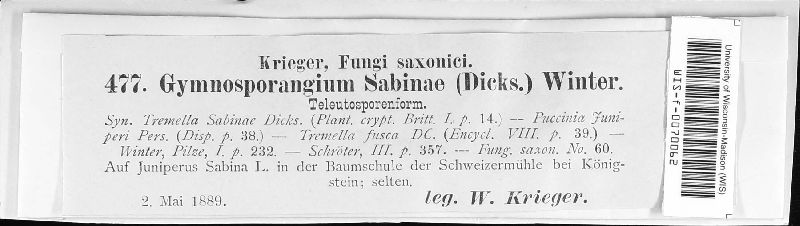 Krieger, Fungi saxonici.
477. Gymnosporangium Sabinae (Dicks.) Winter.
Teleutosporenform.
Syn. Tremella Sabinae Dicks. (Plant. crypt. Britt. I. p. 14.) — Puccinia Juni-
peri Pers. (Disp. p. 38.) — Tremella fusca DC. (Encycl. VIII. p. 39.) —
Winter, Pilze, I. p. 232. — Schröter, III. p. 357. — Fung. saxon. No. 60.
Auf Juniperus Sabina L. in der Baumschule der Schweizermühle bei König-
stein; selten.
2. Mai 1889.
leg. W. Krieger.
University of Wisconsin-Madison (WIS)
WIS-F-0070062